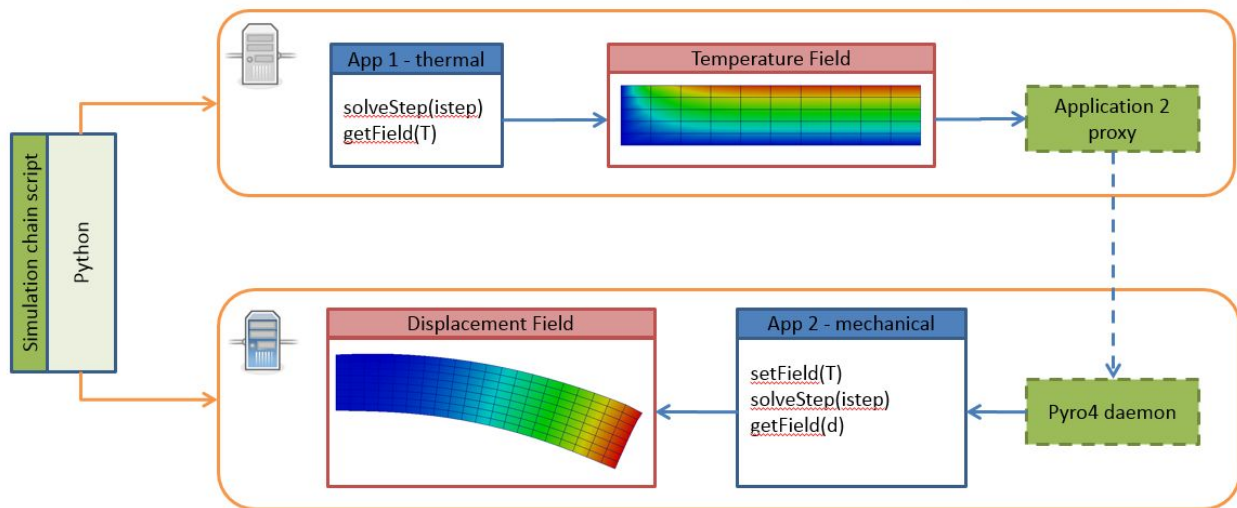 Simulation chain script
Python
App 1 - thermal
solveStep(istep)
getField(T)
Temperature Field
Application 2
proxy
Displacement Field
App 2 - mechanical
setField(T)
solveStep(istep)
getField(d)
Pyro4 daemon